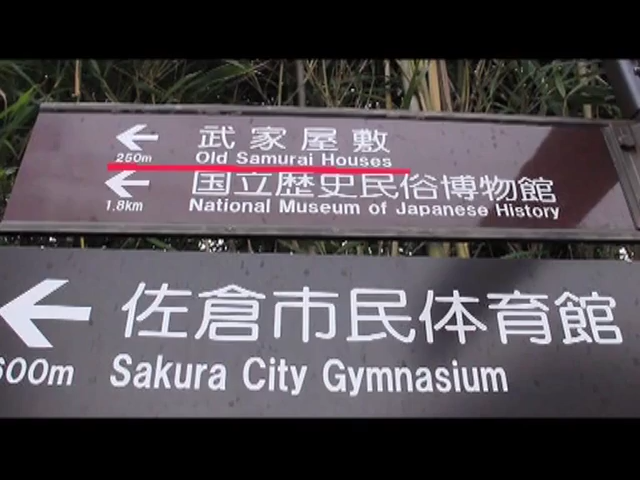 武家屋敷
250m Old Samurai Houses
国立歴史民俗博物館
1.8km National Museum of Japanese History
佐倉市民体育館
600m Sakura City Gymnasium